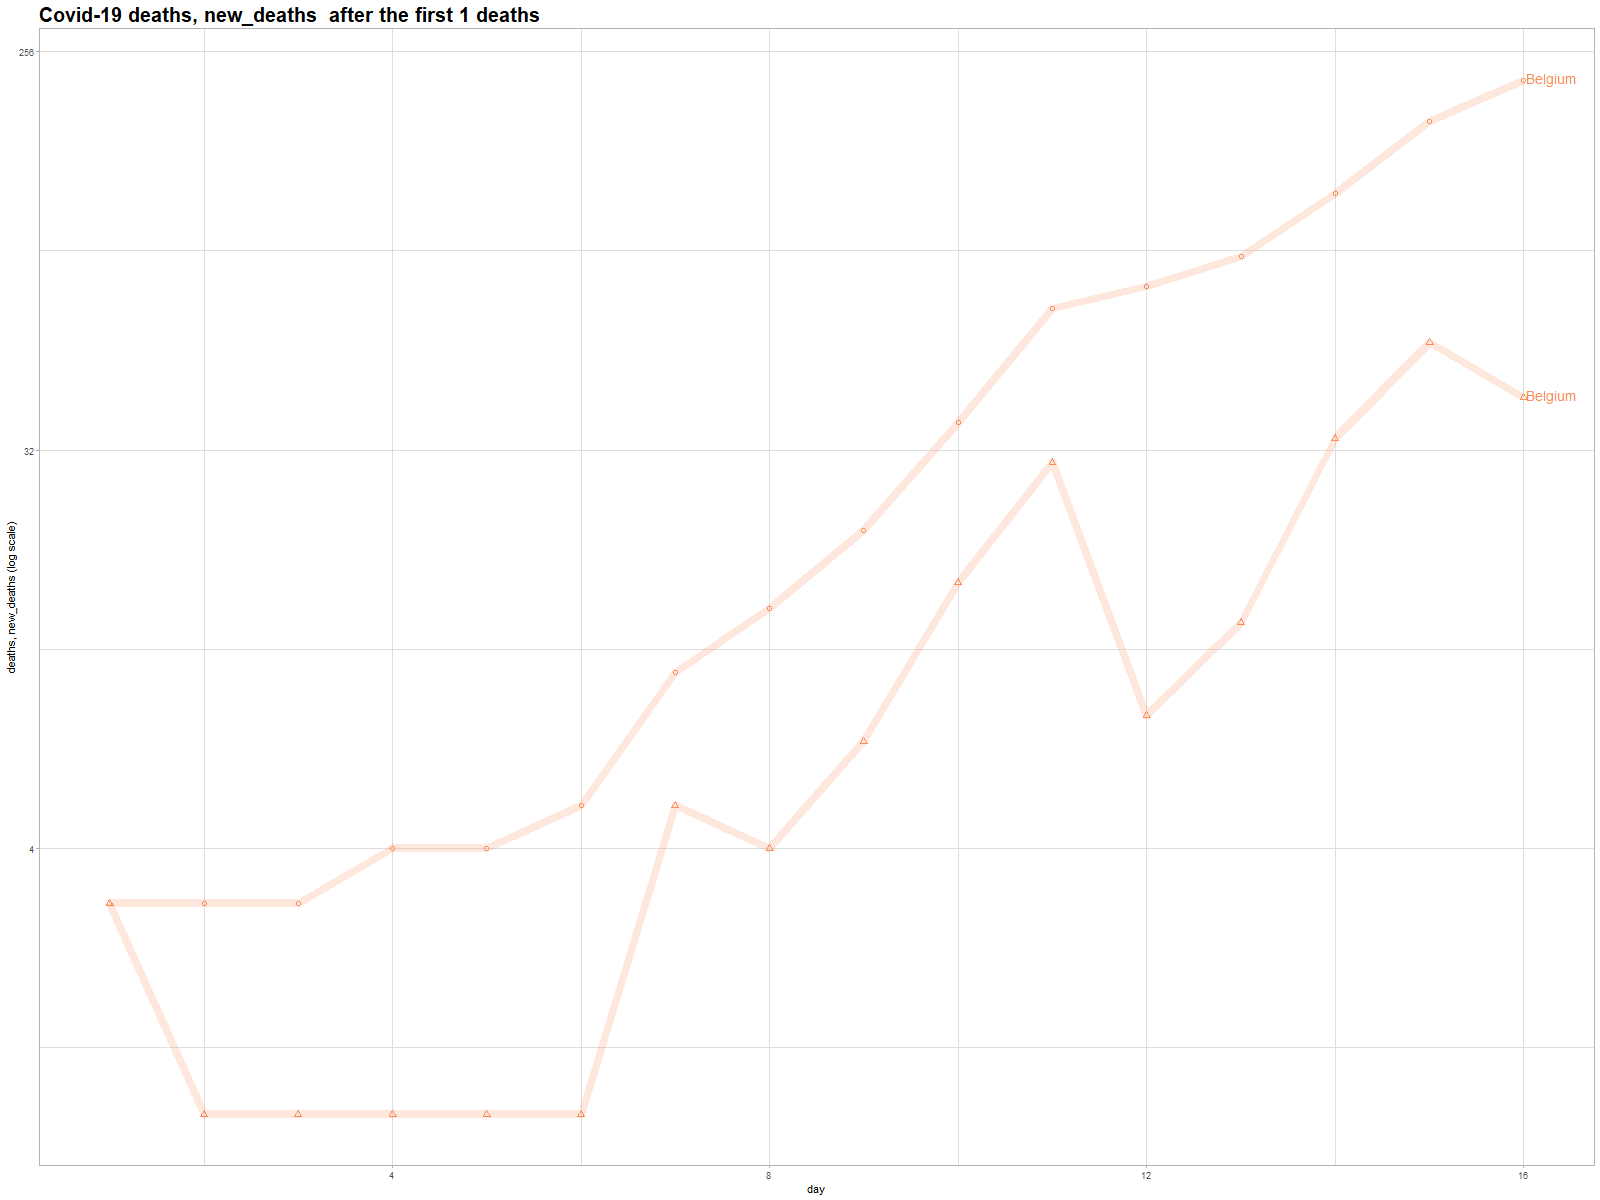 Covid-19 deaths, new_deaths  after the first 1 deaths
256
32
4
deaths, new_deaths (log scale)
Belgium
Belgium
4
8
12
16
day